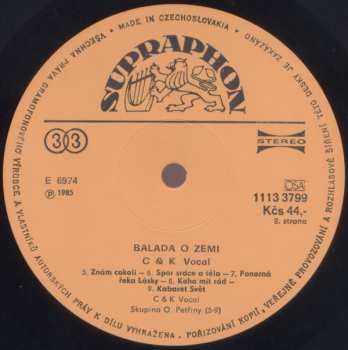 MADE IN CZECHOSLOVAKIA
VŠECHNA PRÁVA GRAMOFONOVÉHO VÝROBCE A VLASTNÍKŮ AUTORSKÝCH PRÁV K DÍLU VYHRAŽENA. POŘIZOVÁNÍ KOPIÍ, VEŘEJNÉ PROVOZOVÁNÍ A ROZHLASOVÉ ŠÍŘENÍ TÉTO DESKY JE ZAKÁZÁNO
SUPRAPHON
33
STEREO
E 6974
℗ 1985
OSA
1113 3799
Kčs 44,-
2. strana
BALADA O ZEMI
C & K Vocal
5. Znám cokoli – 6. Spor srdce a těla – 7. Ponorná
řeka Lásky – 8. Koho mít rád –
9. Kabaret Svět
C & K Vocal
Skupina O. Petřiny (5-9)